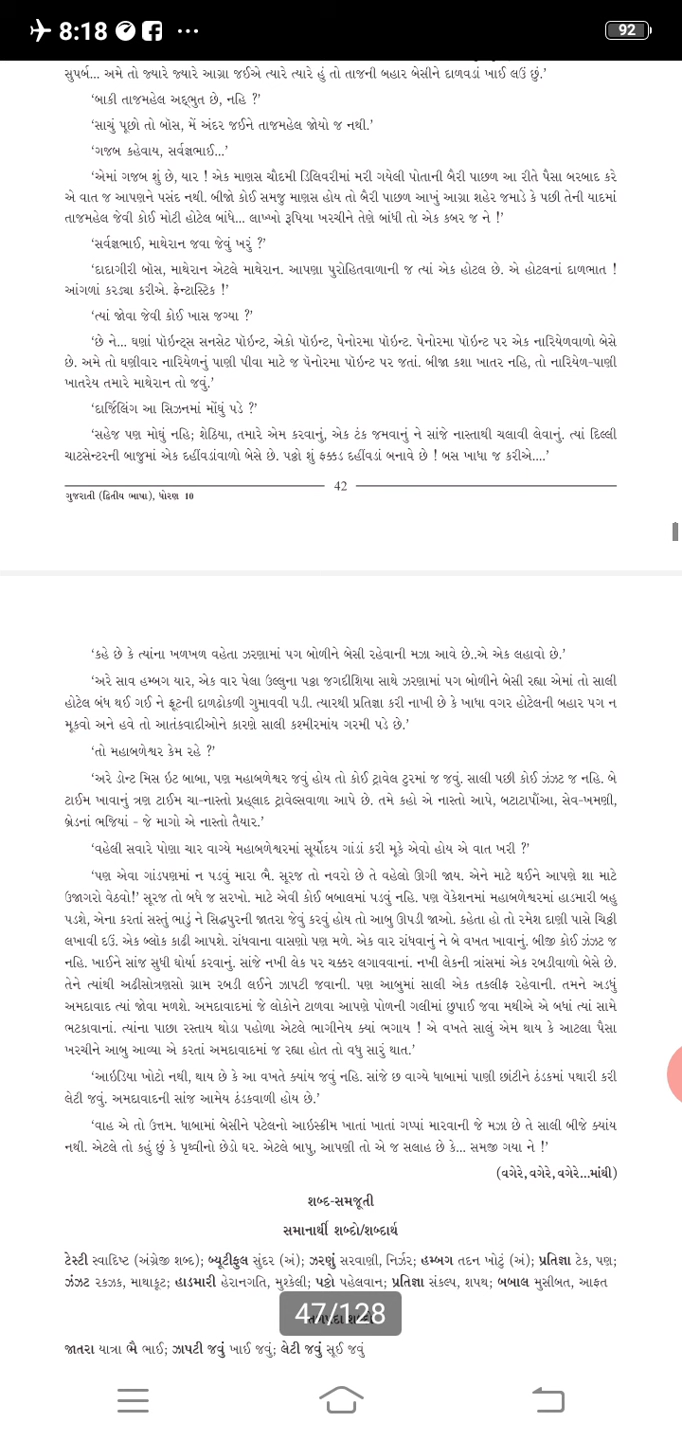 8:18
92
સુપર્બ... અમે તો જ્યારે જ્યારે આગ્રા જઈએ ત્યારે ત્યારે હું તો તાજની બહાર બેસીને દાળવડાં ખાઈ લઉં છું.’
‘બાકી તાજમહેલ અદ્ભુત છે, નહિ ?’
‘સાચું પૂછો તો બૉસ, મેં અંદર જઈને તાજમહેલ જોયો જ નથી.’
‘ગજબ કહેવાય, સર્વજ્ઞભાઈ...’
‘એમાં ગજબ શું છે, યાર ! એક માણસ ચૌદમી ડિલિવરીમાં મરી ગયેલી પોતાની બૈરી પાછળ આ રીતે પૈસા બરબાદ કરે
એ વાત જ આપણને પસંદ નથી. બીજો કોઈ સમજુ માણસ હોય તો બૈરી પાછળ આખું આગ્રા શહેર જમાડે કે પછી તેની યાદમાં
તાજમહેલ જેવી કોઈ મોટી હોટેલ બાંધે... લાખ્ખો રૂપિયા ખરચીને તેણે બાંધી તો એક કબર જ ને !’
‘સર્વજ્ઞભાઈ, માથેરાન જવા જેવું ખરું ?’
‘દાદાગીરી બૉસ, માથેરાન એટલે માથેરાન. આપણા પુરોહિતવાળાની જ ત્યાં એક હોટલ છે. એ હોટલનાં દાળભાત !
આંગળાં કરડ્યા કરીએ. ફેન્ટાસ્ટિક !’
‘ત્યાં જોવા જેવી કોઈ ખાસ જગ્યા ?’
‘છે ને... ઘણાં પૉઇન્ટ્સ સનસેટ પૉઇન્ટ, એકો પૉઇન્ટ, પેનોરમા પૉઇન્ટ. પેનોરમા પૉઇન્ટ પર એક નારિયેળવાળો બેસે
છે. અમે તો ઘણીવાર નારિયેળનું પાણી પીવા માટે જ પૅનોરમા પૉઇન્ટ પર જતાં. બીજા કશા ખાતર નહિ, તો નારિયેળ-પાણી
ખાતરેય તમારે માથેરાન તો જવું.’
‘દાર્જિલિંગ આ સિઝનમાં મોંઘું પડે ?’
‘સહેજ પણ મોંઘું નહિ; શેઠિયા, તમારે એમ કરવાનું, એક ટંક જમવાનું ને સાંજે નાસ્તાથી ચલાવી લેવાનું. ત્યાં દિલ્લી
ચાટસેન્ટરની બાજુમાં એક દહીંવડાંવાળો બેસે છે. પઠ્ઠો શું ફક્કડ દહીંવડાં બનાવે છે ! બસ ખાધા જ કરીએ....’
42
ગુજરાતી (દ્વિતીય ભાષા), ધોરણ 10
‘કહે છે કે ત્યાંના ખળખળ વહેતા ઝરણામાં પગ બોળીને બેસી રહેવાની મઝા આવે છે..એ એક લહાવો છે.’
‘અરે સાવ હમ્બગ યાર, એક વાર પેલા ઉલ્લુના પઠ્ઠા જગદીશિયા સાથે ઝરણામાં પગ બોળીને બેસી રહ્યા એમાં તો સાલી
હોટેલ બંધ થઈ ગઈ ને ફ્રૂટની દાળઢોકળી ગુમાવવી પડી. ત્યારથી પ્રતિજ્ઞા કરી નાખી છે કે ખાધા વગર હોટેલની બહાર પગ ન
મૂકવો અને હવે તો આતંકવાદીઓને કારણે સાલી કશ્મીરમાંય ગરમી પડે છે.’
‘તો મહાબળેશ્વર કેમ રહે ?’
‘અરે ડોન્ટ મિસ ઇટ બાબા, પણ મહાબળેશ્વર જવું હોય તો કોઈ ટ્રાવેલ ટુરમાં જ જવું. સાલી પછી કોઈ ઝંઝટ જ નહિ. બે
ટાઈમ ખાવાનું ત્રણ ટાઈમ ચા-નાસ્તો પ્રહ્લાદ ટ્રાવેલ્સવાળા આપે છે. તમે કહો એ નાસ્તો આપે, બટાટાપૌંઆ, સેવ-ખમણી,
બ્રેડનાં ભજિયાં - જે માગો એ નાસ્તો તૈયાર.’
‘વહેલી સવારે પોણા ચાર વાગ્યે મહાબળેશ્વરમાં સૂર્યોદય ગાંડાં કરી મૂકે એવો હોય એ વાત ખરી ?’
‘પણ એવા ગાંડપણમાં ન પડવું મારા ભૈ. સૂરજ તો નવરો છે તે વહેલો ઊગી જાય. એને માટે થઈને આપણે શા માટે
ઉજાગરો વેઠવો!’ સૂરજ તો બધે જ સરખો. માટે એવી કોઈ બબાલમાં પડવું નહિ. પણ વૅકેશનમાં મહાબળેશ્વરમાં હાડમારી બહુ
પડશે, એના કરતાં સસ્તું ભાડું ને સિદ્ધપુરની જાતરા જેવું કરવું હોય તો આબુ ઊપડી જાઓ. કહેતા હો તો રમેશ દાણી પાસે ચિઠ્ઠી
લખાવી દઉં. એક બ્લૉક કાઢી આપશે. રાંધવાના વાસણો પણ મળે. એક વાર રાંધવાનું ને બે વખત ખાવાનું. બીજી કોઈ ઝંઝટ જ
નહિ. ખાઈને સાંજ સુધી ઘોર્યા કરવાનું. સાંજે નખી લેક પર ચક્કર લગાવવાનાં. નખી લેકની ત્રાંસમાં એક રબડીવાળો બેસે છે.
તેને ત્યાંથી અઢીસોત્રણસો ગ્રામ રબડી લઈને ઝાપટી જવાની. પણ આબુમાં સાલી એક તકલીફ રહેવાની. તમને અડધું
અમદાવાદ ત્યાં જોવા મળશે. અમદાવાદમાં જે લોકોને ટાળવા આપણે પોળની ગલીમાં છુપાઈ જવા મથીએ એ બધાં ત્યાં સામે
ભટકાવાનાં. ત્યાંના પાછા રસ્તાય થોડા પહોળા એટલે ભાગીનેય ક્યાં ભગાય ! એ વખતે સાલું એમ થાય કે આટલા પૈસા
ખરચીને આબુ આવ્યા એ કરતાં અમદાવાદમાં જ રહ્યા હોત તો વધુ સારું થાત.’
‘આઇડિયા ખોટો નથી, થાય છે કે આ વખતે ક્યાંય જવું નહિ. સાંજે છ વાગ્યે ધાબામાં પાણી છાંટીને ઠંડકમાં પથારી કરી
લેટી જવું. અમદાવાદની સાંજ આમેય ઠંડકવાળી હોય છે.’
‘વાહ એ તો ઉત્તમ. ધાબામાં બેસીને પટેલનો આઇસ્ક્રીમ ખાતાં ખાતાં ગપ્પાં મારવાની જે મઝા છે તે સાલી બીજે ક્યાંય
નથી. એટલે તો કહું છું કે પૃથ્વીનો છેડો ઘર. એટલે બાપુ, આપણી તો એ જ સલાહ છે કે... સમજી ગયા ને !’
(વગેરે, વગેરે, વગેરે...માંથી)
શબ્દ-સમજૂતી
સમાનાર્થી શબ્દો/શબ્દાર્થ
ટેસ્ટી સ્વાદિષ્ટ (અંગ્રેજી શબ્દ); બ્યૂટીફુલ સુંદર (અં); ઝરણું સરવાણી, નિર્ઝર; હમ્બગ તદન ખોટું (અં); પ્રતિજ્ઞા ટેક, પણ;
ઝંઝટ રકઝક, માથાકૂટ; હાડમારી હેરાનગતિ, મુશ્કેલી; પઠ્ઠો પહેલવાન; પ્રતિજ્ઞા સંકલ્પ, શપથ; બબાલ મુસીબત, આફત
47/128
જાતરા યાત્રા ભૈ ભાઈ; ઝાપટી જવું ખાઈ જવું; લેટી જવું સૂઈ જવું